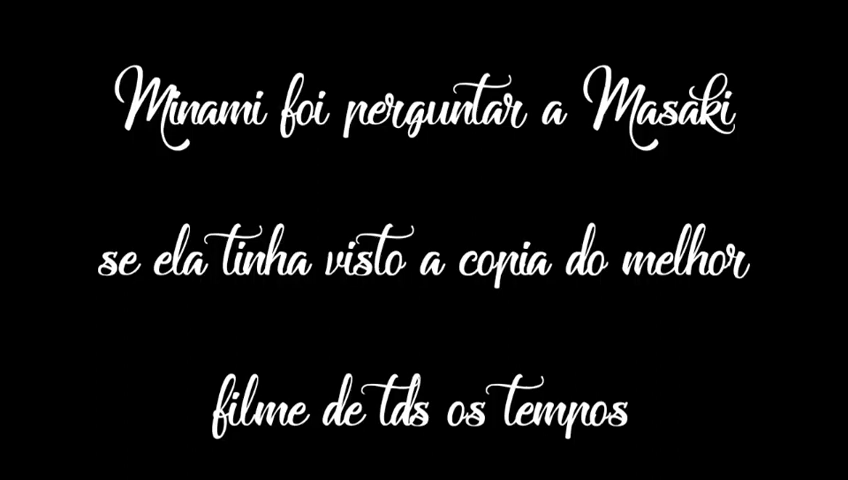 Minami foi perguntar a Masaki
se ela tinha visto a copia do melhor
filme de tds os tempos